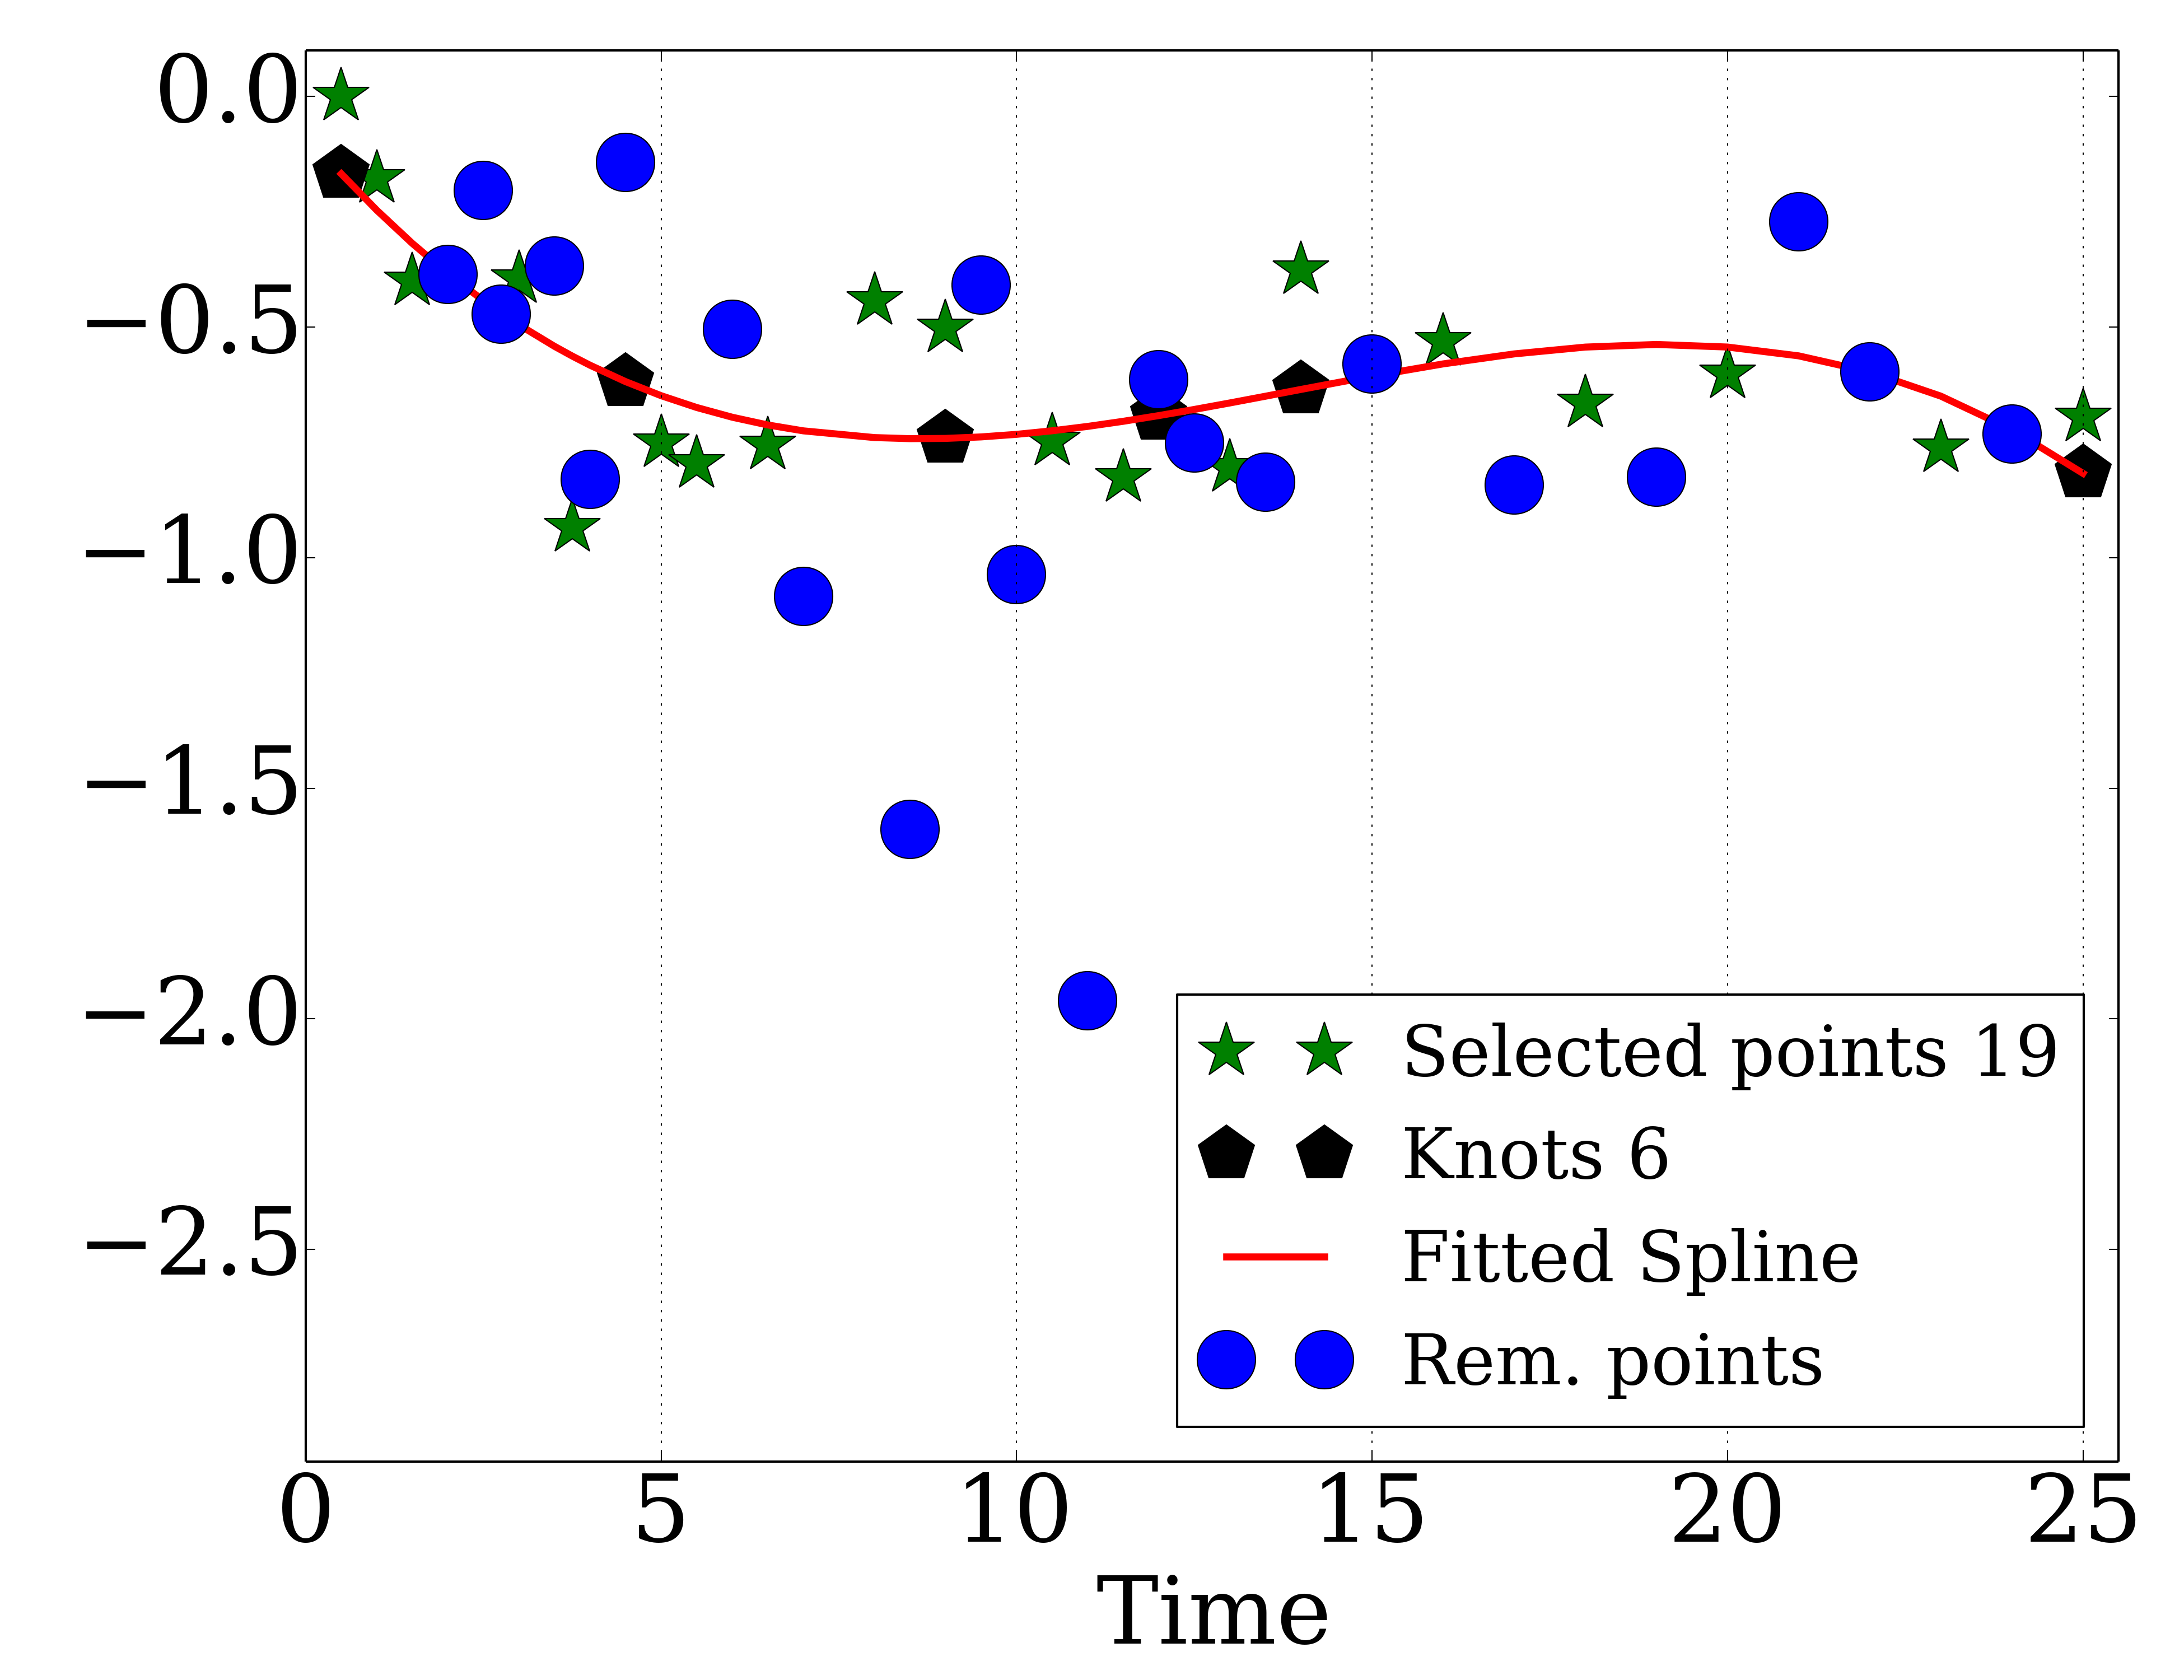 0.0
−0.5
−1.0
−1.5
−2.0
−2.5
Selected points 19
Knots 6
Fitted Spline
Rem. points
0 5 10 15 20 25
Time